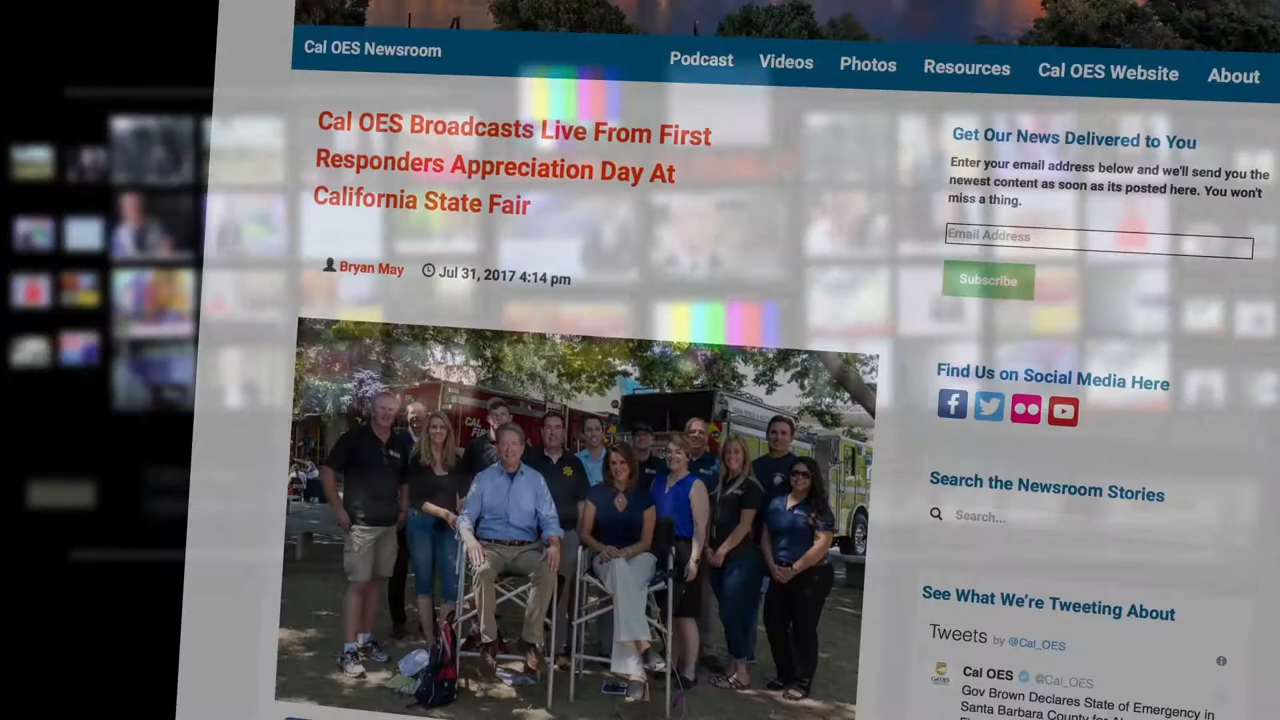 Cal OES Newsroom
Podcast
Videos
Photos
Resources
Cal OES Website
About
Cal OES Broadcasts Live From First
Responders Appreciation Day At
California State Fair
Bryan May
Jul 31, 2017 4:14 pm
CAL
FIRE
Get Our News Delivered to You
Enter your email address below and we'll send you the
newest content as soon as its posted here. You won't
miss a thing.
Email Address
Subscribe
Find Us on Social Media Here
Search the Newsroom Stories
Search...
See What We're Tweeting About
Tweets by @Cal_OES
Cal OES @Cal_OES
Gov Brown Declares State of Emergency in
Santa Barbara County for